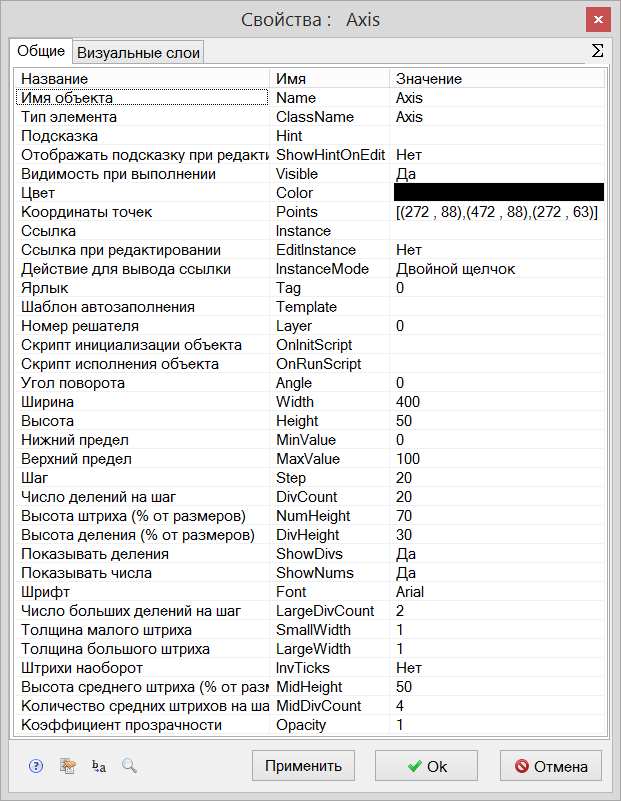 Свойства : Axis
Общие Визуальные слои Σ
Название Имя Значение
Имя объекта Name Axis
Тип элемента ClassName Axis
Подсказка Hint
Отображать подсказку при редакти ShowHintOnEdit Нет
Видимость при выполнении Visible Да
Цвет Color
Координаты точек Points [(272 , 88),(472 , 88),(272 , 63)]
Ссылка Instance
Ссылка при редактировании EditInstance Нет
Действие для вывода ссылки InstanceMode Двойной щелчок
Ярлык Tag 0
Шаблон автозаполнения Template
Номер решателя Layer 0
Скрипт инициализации объекта OnInitScript
Скрипт исполнения объекта OnRunScript
Угол поворота Angle 0
Ширина Width 400
Высота Height 50
Нижний предел MinValue 0
Верхний предел MaxValue 100
Шаг Step 20
Число делений на шаг DivCount 20
Высота штриха (% от размеров) NumHeight 70
Высота деления (% от размеров) DivHeight 30
Показывать деления ShowDivs Да
Показывать числа ShowNums Да
Шрифт Font Arial
Число больших делений на шаг LargeDivCount 2
Толщина малого штриха SmallWidth 1
Толщина большого штриха LargeWidth 1
Штрихи наоборот InvTicks Нет
Высота среднего штриха (% от разм MidHeight 50
Количество средних штрихов на ша MidDivCount 4
Коэффициент прозрачности Opacity 1
? ba Применить Ok Отмена